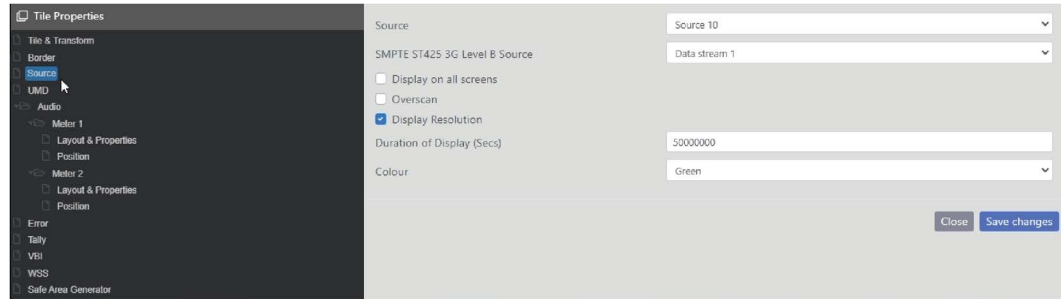 Tile Properties
Tile & Transform
Border
Source
UMD
Audio
Meter 1
Layout & Properties
Position
Meter 2
Layout & Properties
Position
Error
Tally
VBI
WSS
Safe Area Generator
Source
Source 10
SMPTE ST425 3G Level B Source
Data stream 1
Display on all screens
Overscan
Display Resolution
Duration of Display (Secs)
50000000
Colour
Green
Close
Save changes